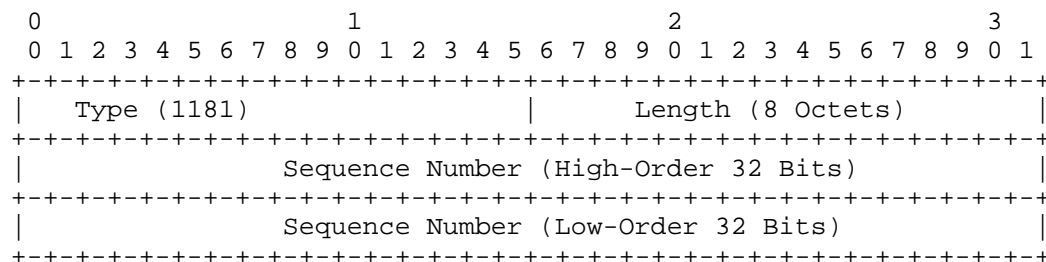 0                   1                   2                   3
 0 1 2 3 4 5 6 7 8 9 0 1 2 3 4 5 6 7 8 9 0 1 2 3 4 5 6 7 8 9 0 1
+-+-+-+-+-+-+-+-+-+-+-+-+-+-+-+-+-+-+-+-+-+-+-+-+-+-+-+-+-+-+-+-+
|   Type (1181)                 |      Length (8 Octets)        |
+-+-+-+-+-+-+-+-+-+-+-+-+-+-+-+-+-+-+-+-+-+-+-+-+-+-+-+-+-+-+-+-+
|                Sequence Number (High-Order 32 Bits)           |
+-+-+-+-+-+-+-+-+-+-+-+-+-+-+-+-+-+-+-+-+-+-+-+-+-+-+-+-+-+-+-+-+
|                Sequence Number (Low-Order 32 Bits)            |
+-+-+-+-+-+-+-+-+-+-+-+-+-+-+-+-+-+-+-+-+-+-+-+-+-+-+-+-+-+-+-+-+